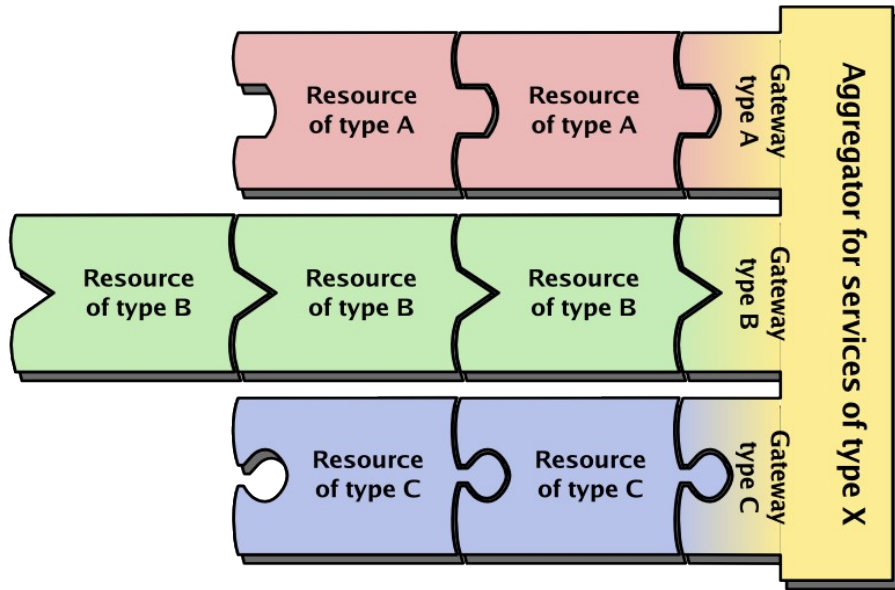 Resource
of type A
Resource
of type A
Gateway
type A
Resource
of type B
Resource
of type B
Resource
of type B
Gateway
type B
Resource
of type C
Resource
of type C
Gateway
type C
Aggregator for services of type X